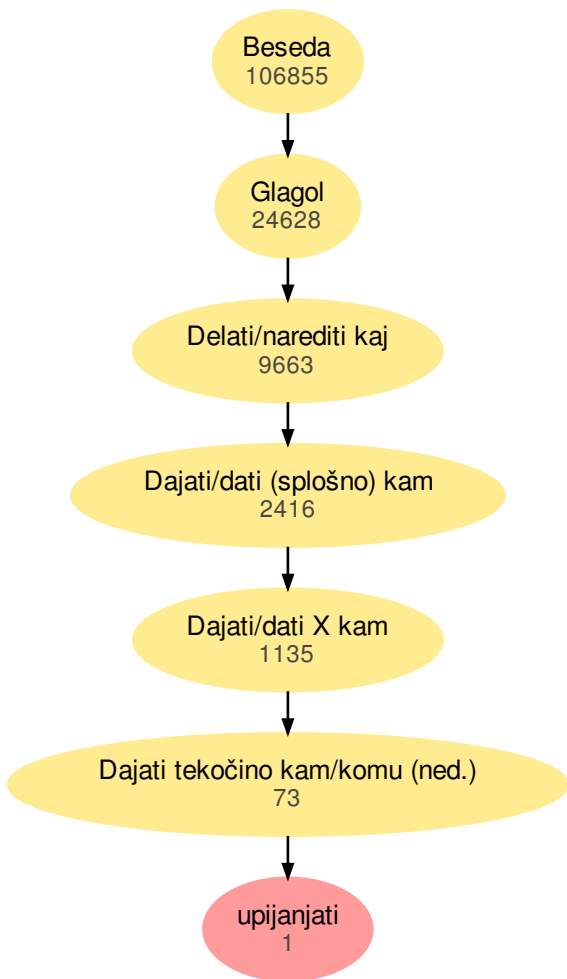 Beseda
106855
Glagol
24628
Delati/narediti kaj
9663
Dajati/dati (splošno) kam
2416
Dajati/dati X kam
1135
Dajati tekočino kam/komu (ned.)
73
upijanjati
1